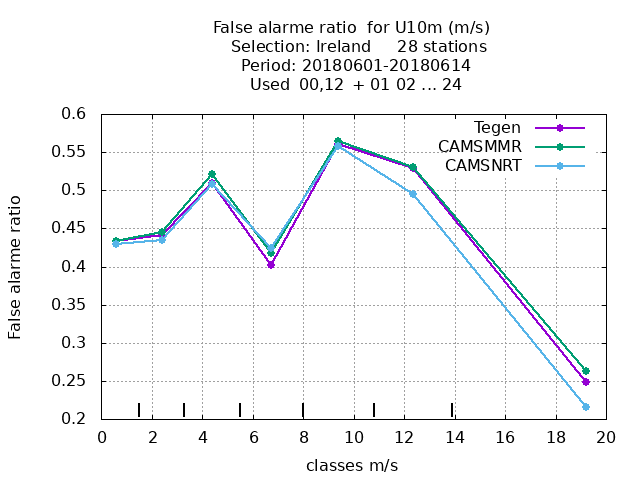 False alarme ratio  for U10m (m/s)
Selection: Ireland     28 stations
Period: 20180601-20180614
Used  00,12  + 01 02 ... 24
Tegen
CAMSMMR
CAMSNRT
False alarme ratio
0.6
0.55
0.5
0.45
0.4
0.35
0.3
0.25
0.2
0 2 4 6 8 10 12 14 16 18 20
classes m/s